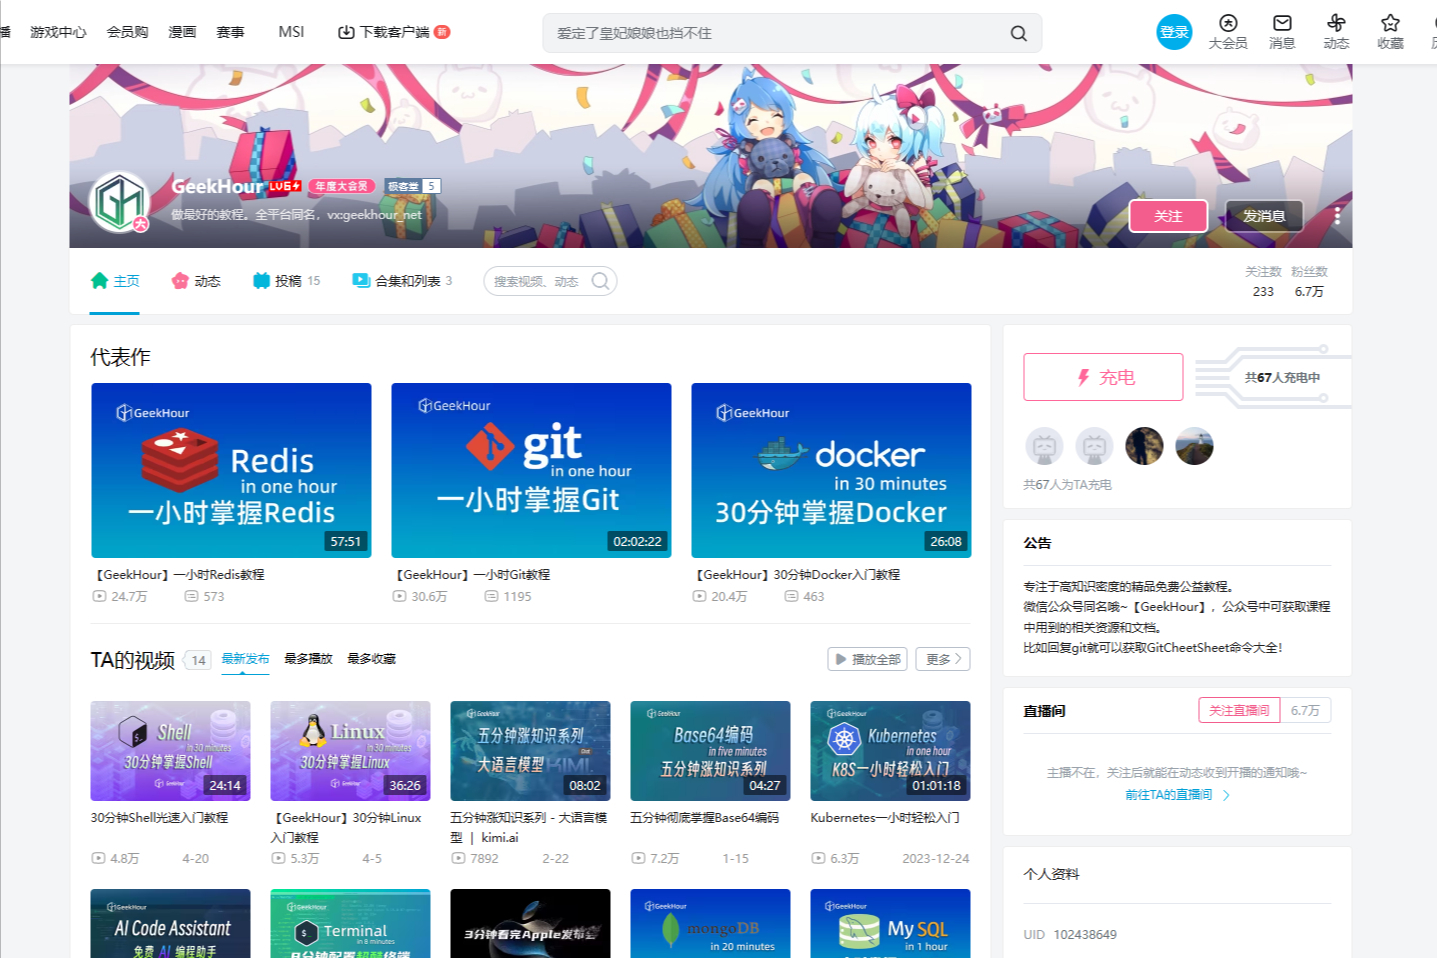 播 游戏中心 会员购 漫画 赛事 MSI 下载客户端 新
爱定了皇妃娘娘也挡不住
登录 大会员 消息 动态 收藏
GeekHour LV6 年度大会员 极客堂 5
做最好的教程。全平台同名，vx:geekhour_net
关注 发消息
主页 动态 投稿 15 合集和列表 3 搜索视频、动态
关注数 粉丝数
233 6.7万
代表作
GeekHour
Redis
in one hour
一小时掌握Redis
57:51
GeekHour
git
in one hour
一小时掌握Git
02:02:22
GeekHour
docker
in 30 minutes
30分钟掌握Docker
26:08
【GeekHour】一小时Redis教程
24.7万 573
【GeekHour】一小时Git教程
30.6万 1195
【GeekHour】30分钟Docker入门教程
20.4万 463
TA的视频 14 最新发布 最多播放 最多收藏 播放全部 更多
Shell
in 30 minutes
30分钟掌握Shell
GeekHour
24:14
30分钟Shell光速入门教程
4.8万 4-20
Linux
in 30 minutes
30分钟掌握Linux
GeekHour
36:26
【GeekHour】30分钟Linux
入门教程
5.3万 4-5
GeekHour
五分钟涨知识系列
大语言模型 KIMI
08:02
五分钟涨知识系列 - 大语言模
型 | kimi.ai
7892 2-22
GeekHour
Base64编码
in five minutes
五分钟涨知识系列
04:27
五分钟彻底掌握Base64编码
7.2万 1-15
GeekHour
Kubernetes
in one hour
K8S一小时轻松入门
01:01:18
Kubernetes一小时轻松入门
6.3万 2023-12-24
GeekHour
AI Code Assistant
免费 AI 编程助手
GeekHour
Terminal
in 8 minutes
8分钟配置超酷终端
3分钟看完Apple发布会
GeekHour
mongoDB
in 20 minutes
GeekHour
MySQL
in 1 hour
充电
共67人充电中
共67人为TA充电
公告
专注于高知识密度的精品免费公益教程。
微信公众号同名哦~【GeekHour】，公众号中可获取课程
中用到的相关资源和文档。
比如回复git就可以获取GitCheetSheet命令大全！
直播间 关注直播间 6.7万
主播不在，关注后就能在动态收到开播的通知哦~
前往TA的直播间
个人资料
UID 102438649